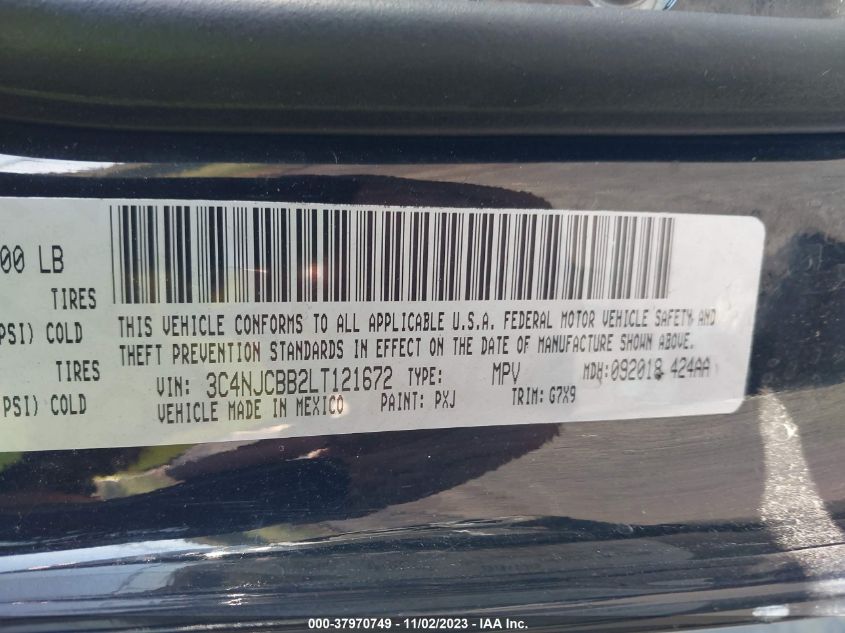 00 LB
TIRES
PSI) COLD
TIRES
PSI) COLD
THIS VEHICLE CONFORMS TO ALL APPLICABLE U.S.A. FEDERAL MOTOR VEHICLE SAFETY AND
THEFT PREVENTION STANDARDS IN EFFECT ON THE DATE OF MANUFACTURE SHOWN ABOVE.
VIN: 3C4NJCBB2LT121672 TYPE: MPV MDH:092018 424AA
VEHICLE MADE IN MEXICO PAINT: PXJ TRIM: G7X9
000-37970749 - 11/02/2023 - IAA Inc.